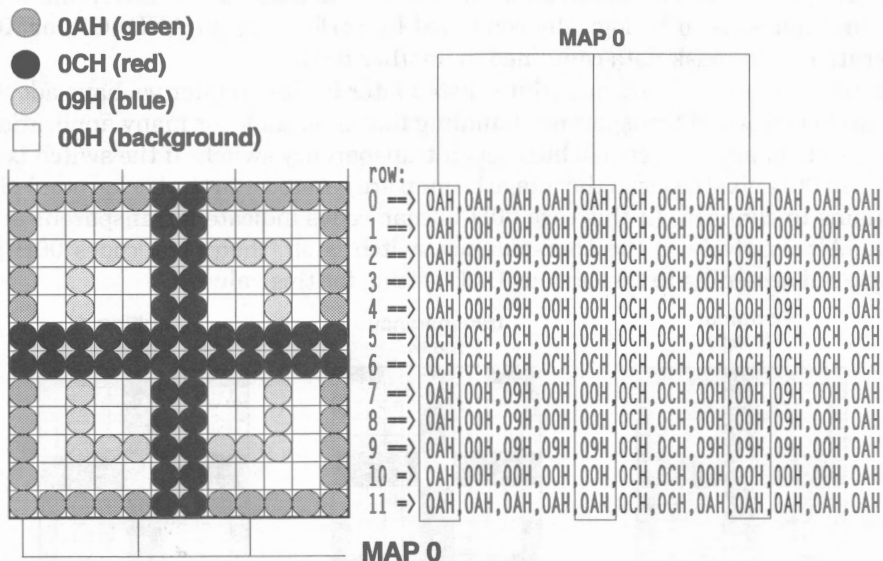 0AH (green)
0CH (red)
09H (blue)
00H (background)
MAP 0
row:
0 ==> 0AH,0AH,0AH,0AH,0AH,0CH,0CH,0AH,0AH,0AH,0AH,0AH
1 ==> 0AH,00H,00H,00H,00H,0CH,0CH,00H,00H,00H,00H,0AH
2 ==> 0AH,00H,09H,09H,09H,0CH,0CH,09H,09H,09H,00H,0AH
3 ==> 0AH,00H,09H,00H,00H,0CH,0CH,00H,00H,09H,00H,0AH
4 ==> 0AH,00H,09H,00H,00H,0CH,0CH,00H,00H,09H,00H,0AH
5 ==> 0CH,0CH,0CH,0CH,0CH,0CH,0CH,0CH,0CH,0CH,0CH,0CH
6 ==> 0CH,0CH,0CH,0CH,0CH,0CH,0CH,0CH,0CH,0CH,0CH,0CH
7 ==> 0AH,00H,09H,00H,00H,0CH,0CH,00H,00H,09H,00H,0AH
8 ==> 0AH,00H,09H,00H,00H,0CH,0CH,00H,00H,09H,00H,0AH
9 ==> 0AH,00H,09H,09H,09H,0CH,0CH,09H,09H,09H,00H,0AH
10 => 0AH,00H,00H,00H,00H,0CH,0CH,00H,00H,00H,00H,0AH
11 => 0AH,0AH,0AH,0AH,0AH,0CH,0CH,0AH,0AH,0AH,0AH,0AH
MAP 0